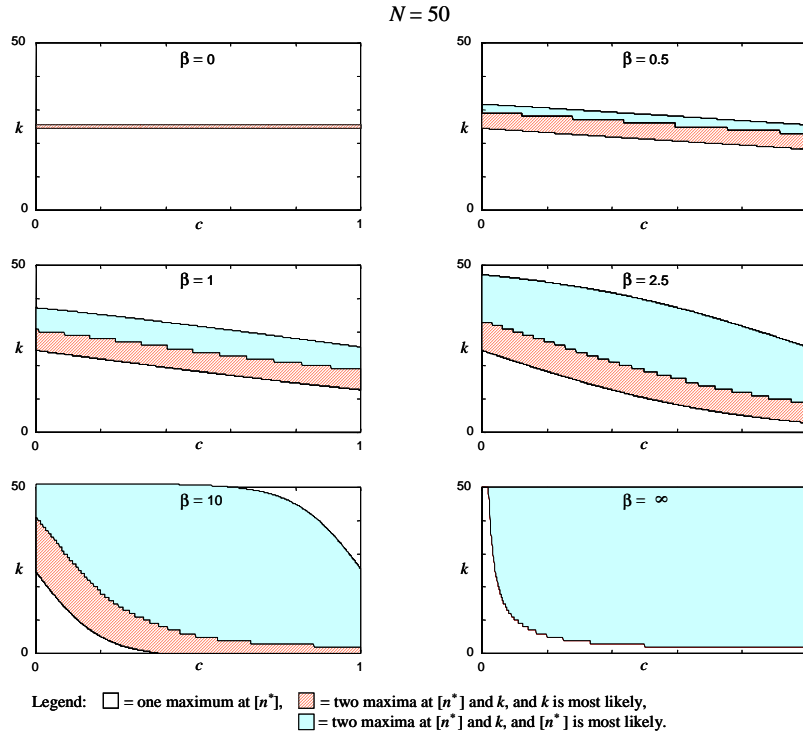 N = 50
50
β = 0
k
0
0
c
1
50
β = 0.5
k
0
0
c
50
β = 1
k
0
0
c
1
50
β = 2.5
k
0
0
c
50
β = 10
k
0
0
c
1
50
β = ∞
k
0
0
c
Legend: = one maximum at [n*], = two maxima at [n*] and k, and k is most likely,
= two maxima at [n*] and k, and [n*] is most likely.